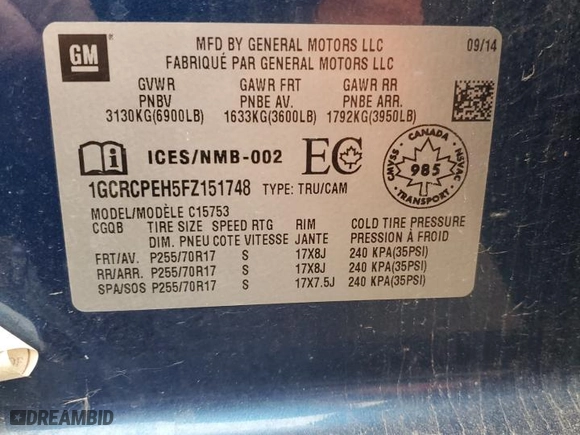 GM
MFD BY GENERAL MOTORS LLC 09/14
FABRIQUÉ PAR GENERAL MOTORS LLC
GVWR GAWR FRT GAWR RR
PNBV PNBE AV. PNBE ARR.
3130KG(6900LB) 1633KG(3600LB) 1792KG(3950LB)
ICES/NMB-002 EC
CANADA
985
TRANSPORT
1GCRCPEH5FZ151748 TYPE: TRU/CAM
MODEL/MODÈLE C15753
CGQB TIRE SIZE SPEED RTG RIM COLD TIRE PRESSURE
DIM. PNEU COTE VITESSE JANTE PRESSION À FROID
FRT/AV. P255/70R17 S 17X8J 240 KPA(35PSI)
RR/ARR. P255/70R17 S 17X8J 240 KPA(35PSI)
SPA/SOS P255/70R17 S 17X7.5J 240 KPA(35PSI)
DREAMBID